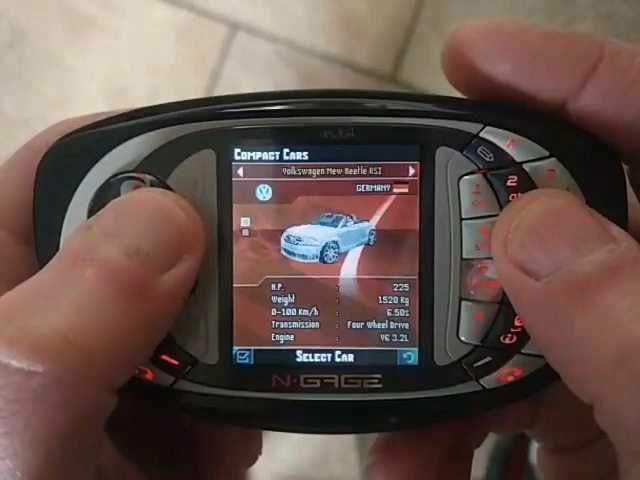 Compact Cars
Volkswagen New Beetle RSI
GERMANY
H.P. : 225
Weight : 1520 Kg
0-100 Km/h : 6.50s
Transmission : Four Wheel Drive
Engine : V6 3.2L
Select Car
N·GAGE
2